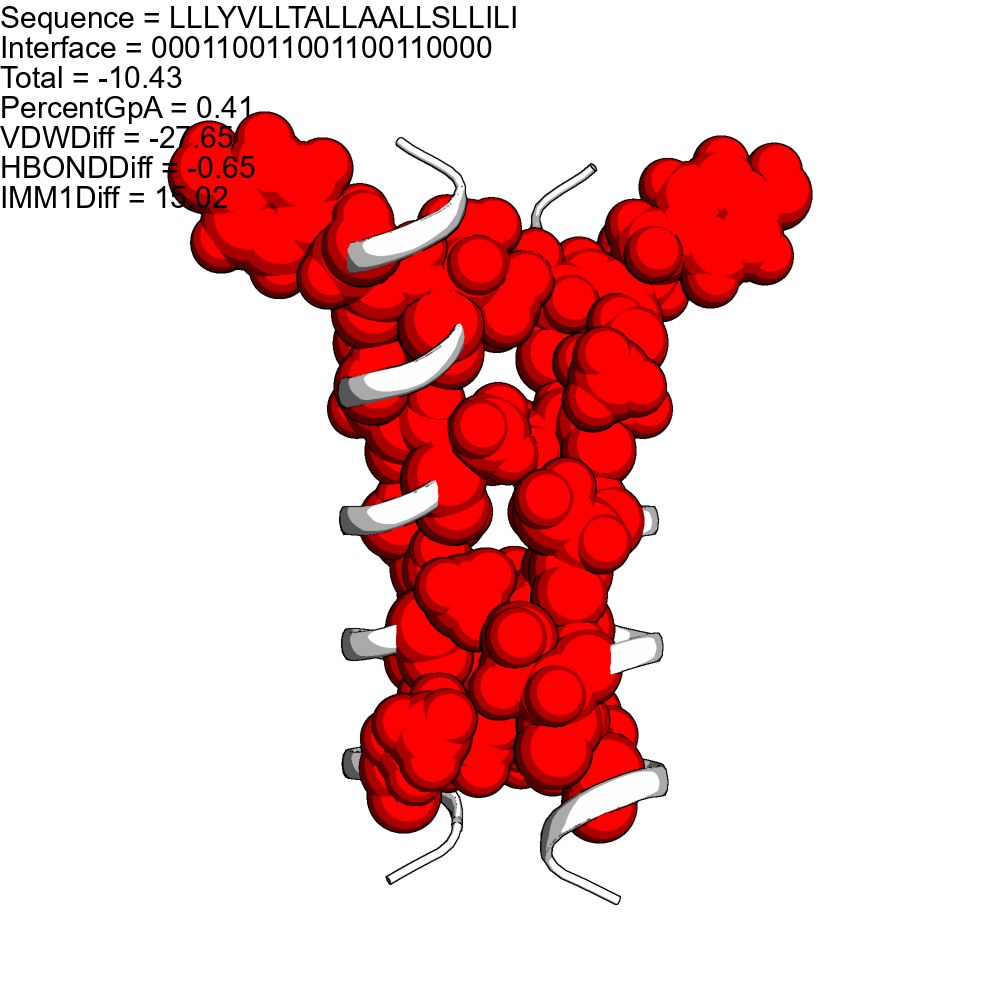 Sequence = LLLYVLLTALLAALLSLLILI
Interface = 000110011001100110000
Total = -10.43
PercentGpA = 0.41
VDWDiff = -27.65
HBONDDiff = -0.65
IMM1Diff = 15.02